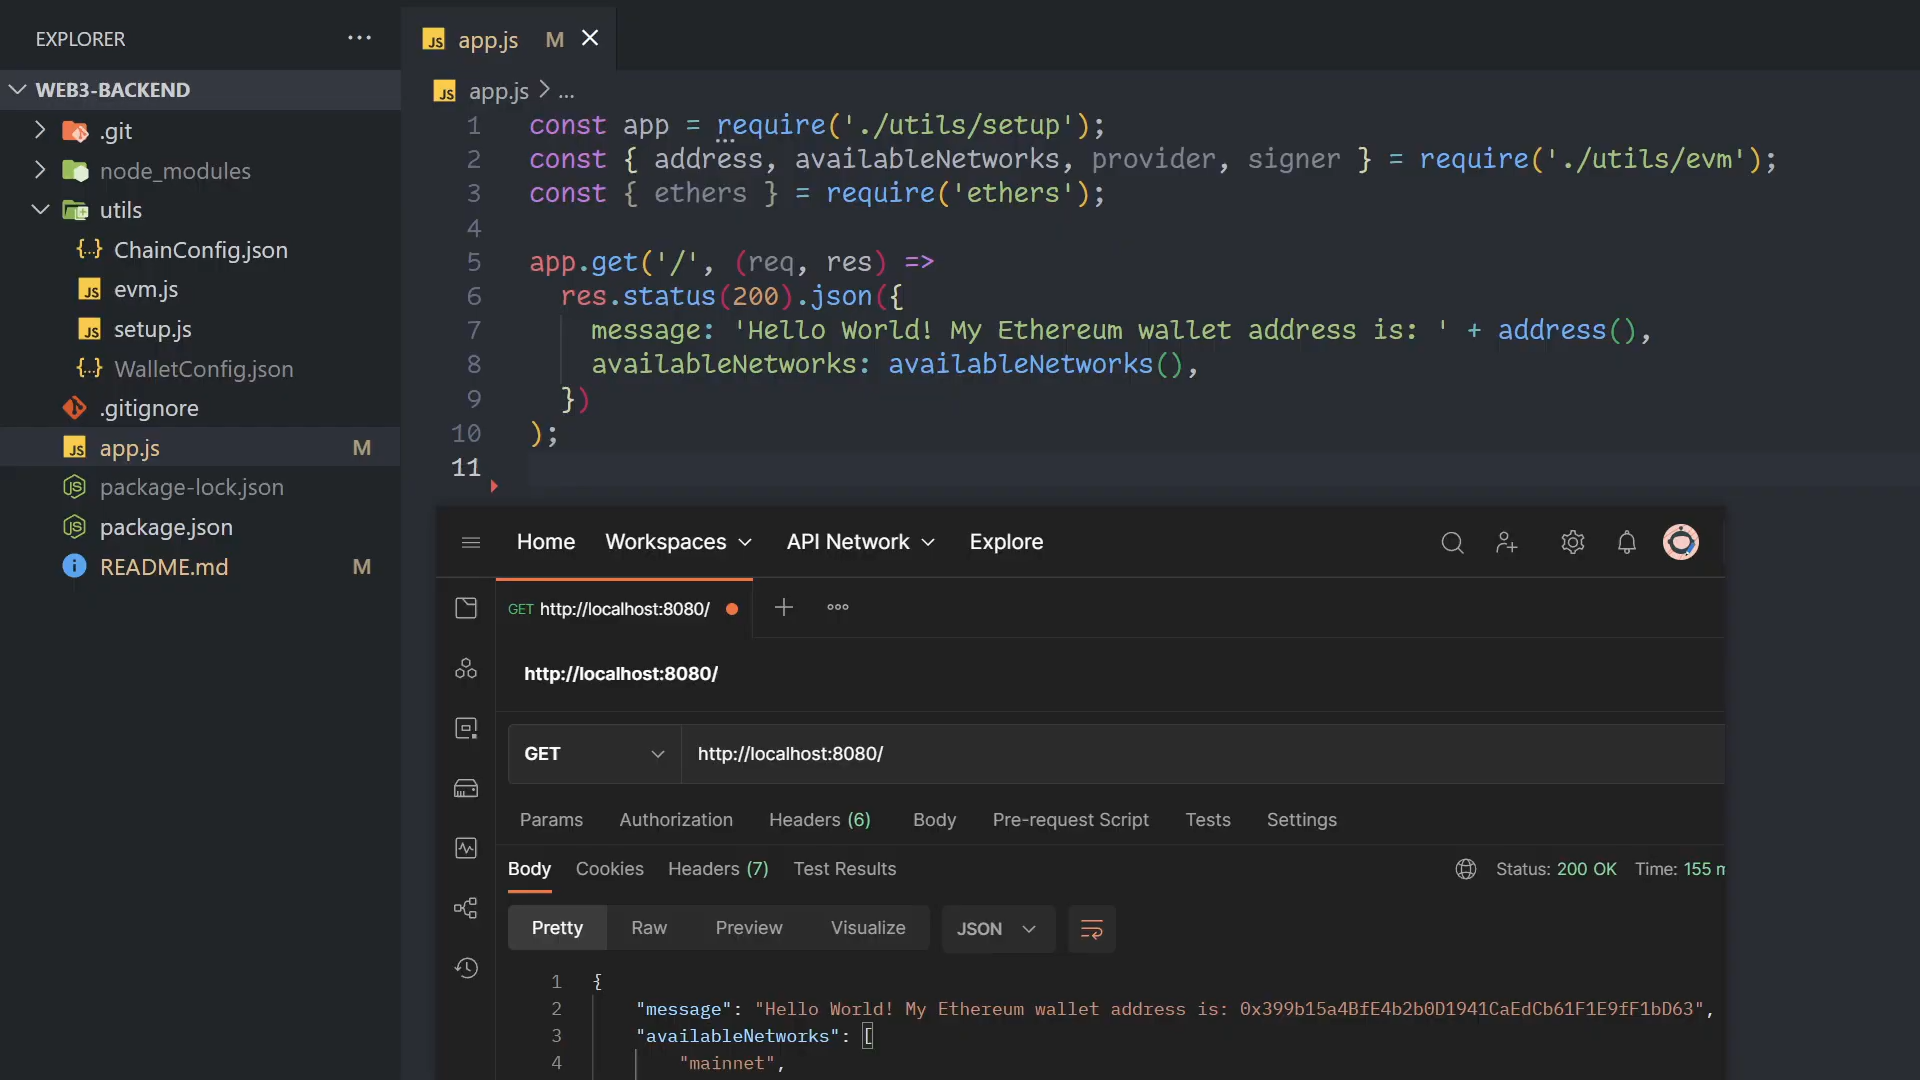 EXPLORER
WEB3-BACKEND
.git
node_modules
utils
ChainConfig.json
evm.js
setup.js
WalletConfig.json
.gitignore
app.js M
package-lock.json
package.json
README.md M
app.js M
app.js > ...
1 const app = require('./utils/setup');
2 const { address, availableNetworks, provider, signer } = require('./utils/evm');
3 const { ethers } = require('ethers');
4
5 app.get('/', (req, res) =>
6 res.status(200).json({
7 message: 'Hello World! My Ethereum wallet address is: ' + address(),
8 availableNetworks: availableNetworks(),
9 })
10 );
11
Home Workspaces API Network Explore
GET http://localhost:8080/
http://localhost:8080/
GET http://localhost:8080/
Params Authorization Headers (6) Body Pre-request Script Tests Settings
Body Cookies Headers (7) Test Results Status: 200 OK Time: 155 m
Pretty Raw Preview Visualize JSON
1 {
2 "message": "Hello World! My Ethereum wallet address is: 0x399b15a4BfE4b2b0D1941CaEdCb61F1E9fF1bD63",
3 "availableNetworks": [
4 "mainnet",